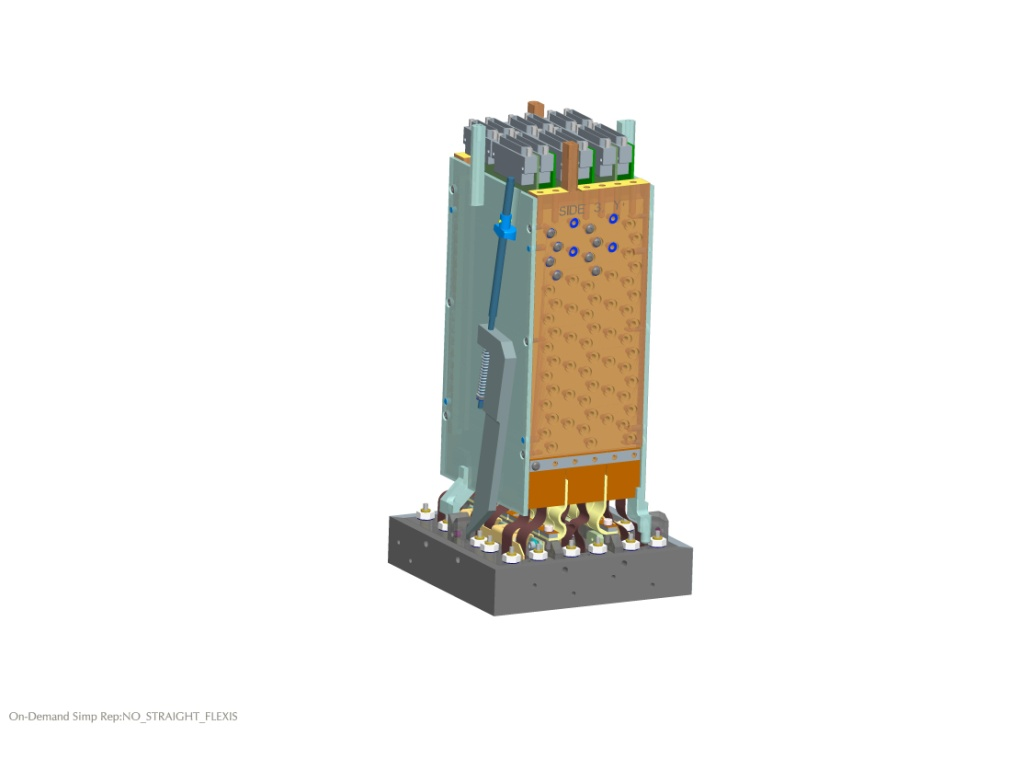 SIDE 3 Y-
On-Demand Simp Rep:NO_STRAIGHT_FLEXIS